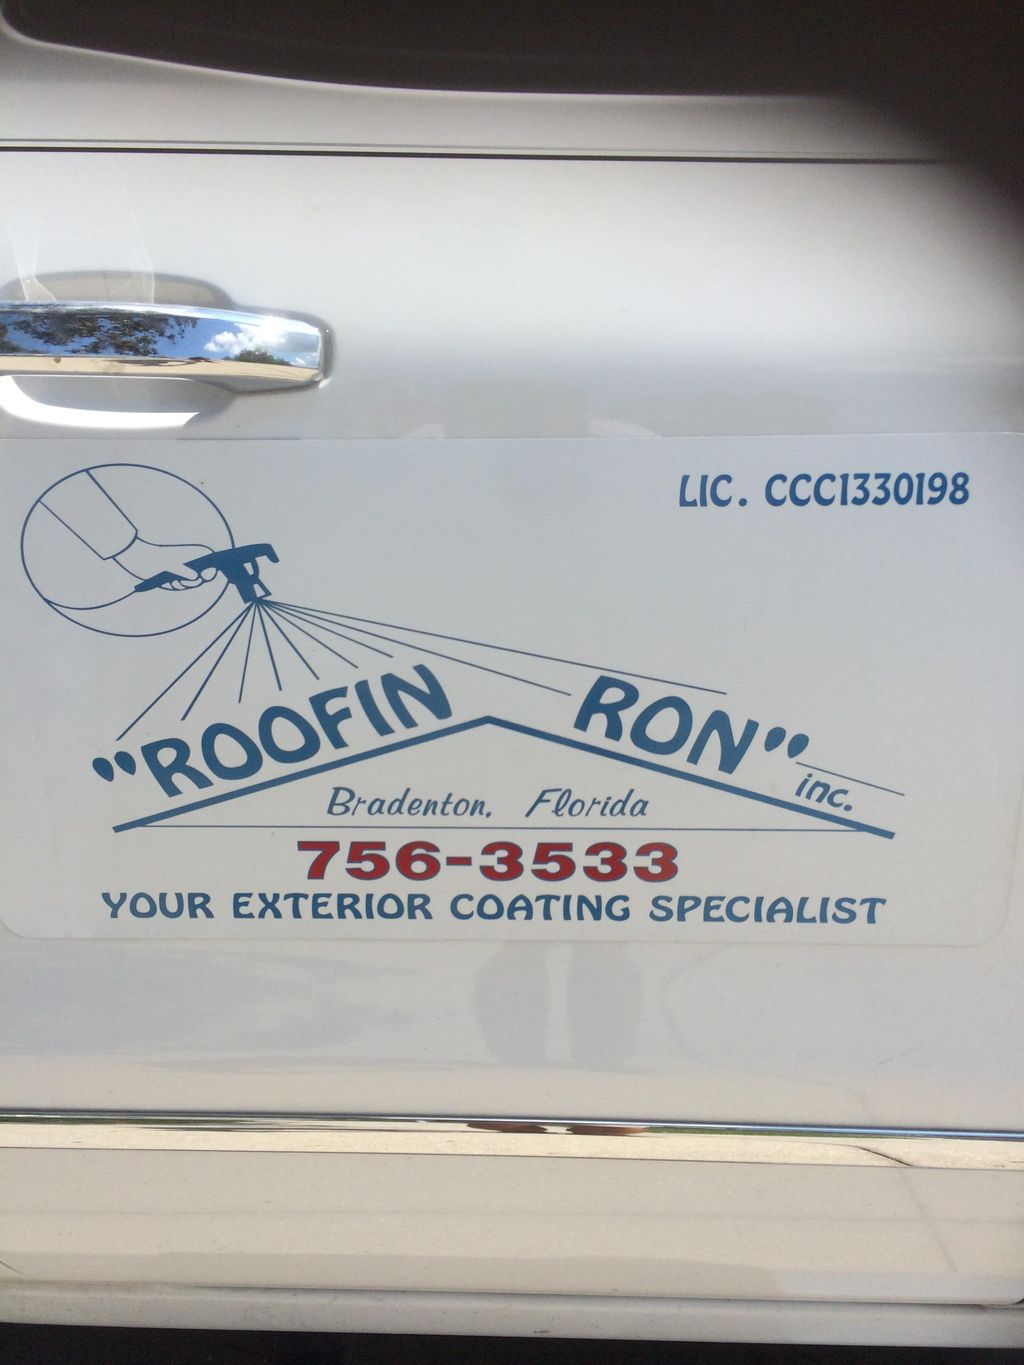 LIC. CCC1330198
"ROOFIN RON" inc.
Bradenton, Florida
756-3533
YOUR EXTERIOR COATING SPECIALIST